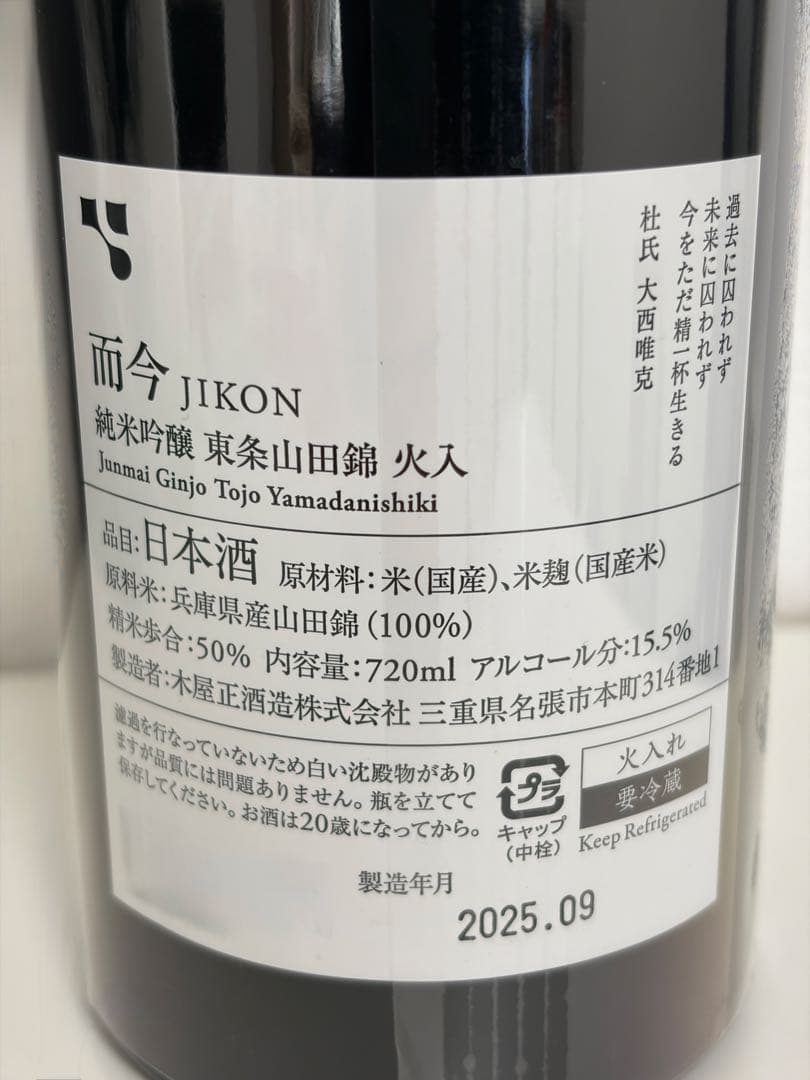 過去に囚われず
未来に囚われず
今をただ精一杯生きる
杜氏 大西唯克
而今 JIKON
純米吟醸 東条山田錦 火入
Junmai Ginjo Tojo Yamadanishiki
品目:日本酒 原材料:米(国産)、米麹(国産米)
原料米:兵庫県産山田錦(100%)
精米歩合:50% 内容量:720ml アルコール分:15.5%
製造者:木屋正酒造株式会社 三重県名張市本町314番地1
濾過を行なっていないため白い沈殿物があり
ますが品質には問題ありません。瓶を立てて
保存してください。お酒は20歳になってから。
プラ
キャップ
(中栓)
火入れ
要冷蔵
Keep Refrigerated
製造年月
2025.09